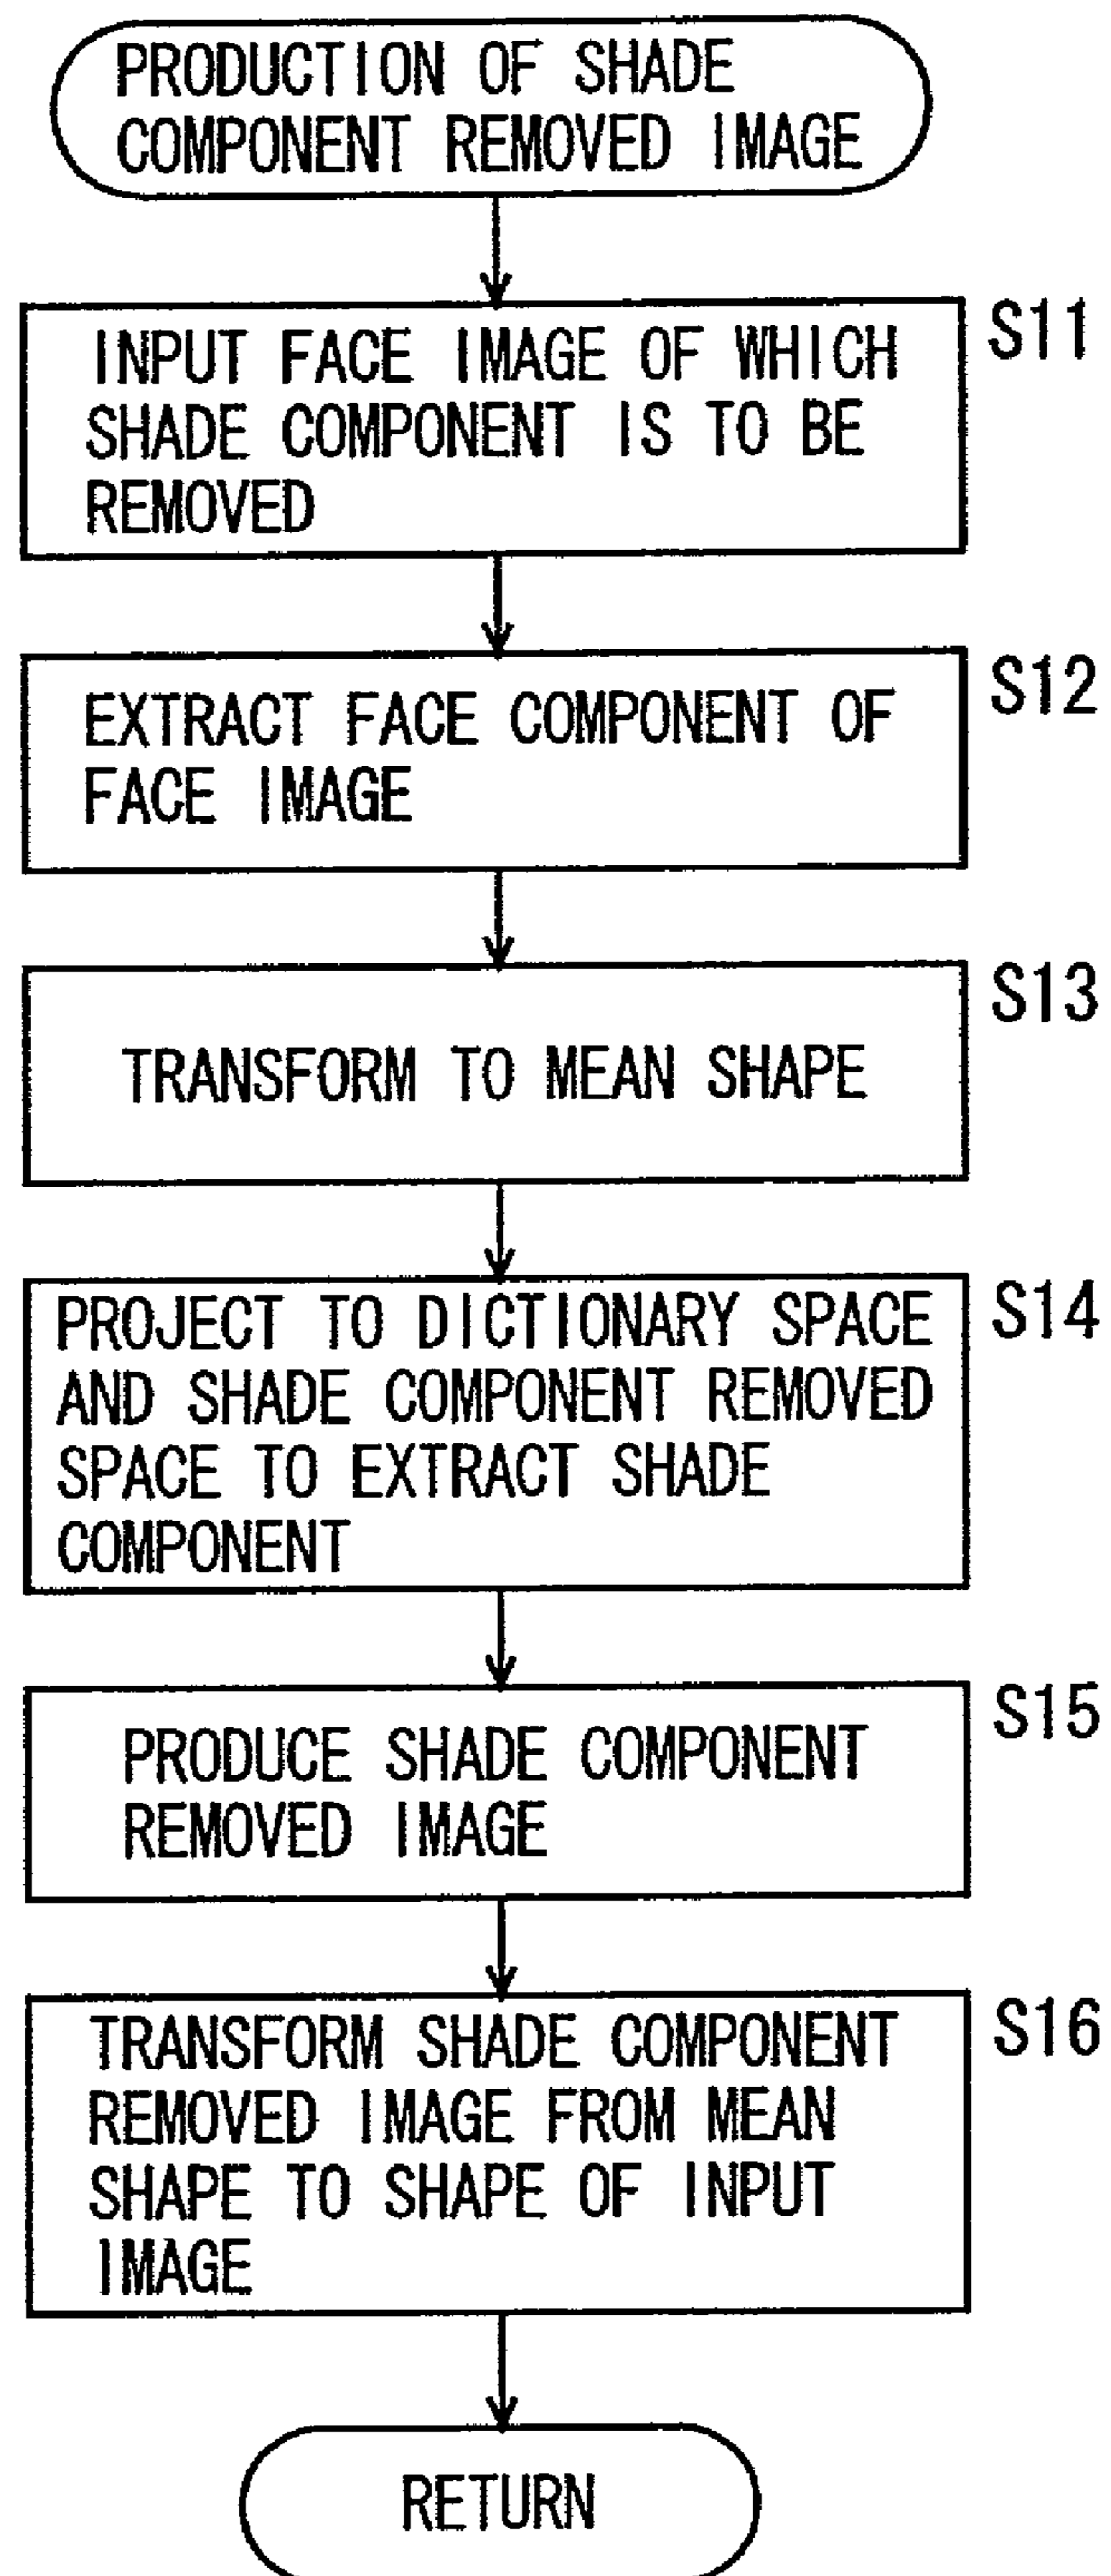 PRODUCTION OF SHADE
COMPONENT REMOVED IMAGE
INPUT FACE IMAGE OF WHICH
SHADE COMPONENT IS TO BE
REMOVED
S11
EXTRACT FACE COMPONENT OF
FACE IMAGE
S12
TRANSFORM TO MEAN SHAPE
S13
PROJECT TO DICTIONARY SPACE
AND SHADE COMPONENT REMOVED
SPACE TO EXTRACT SHADE
COMPONENT
S14
PRODUCE SHADE COMPONENT
REMOVED IMAGE
S15
TRANSFORM SHADE COMPONENT
REMOVED IMAGE FROM MEAN
SHAPE TO SHAPE OF INPUT
IMAGE
S16
RETURN